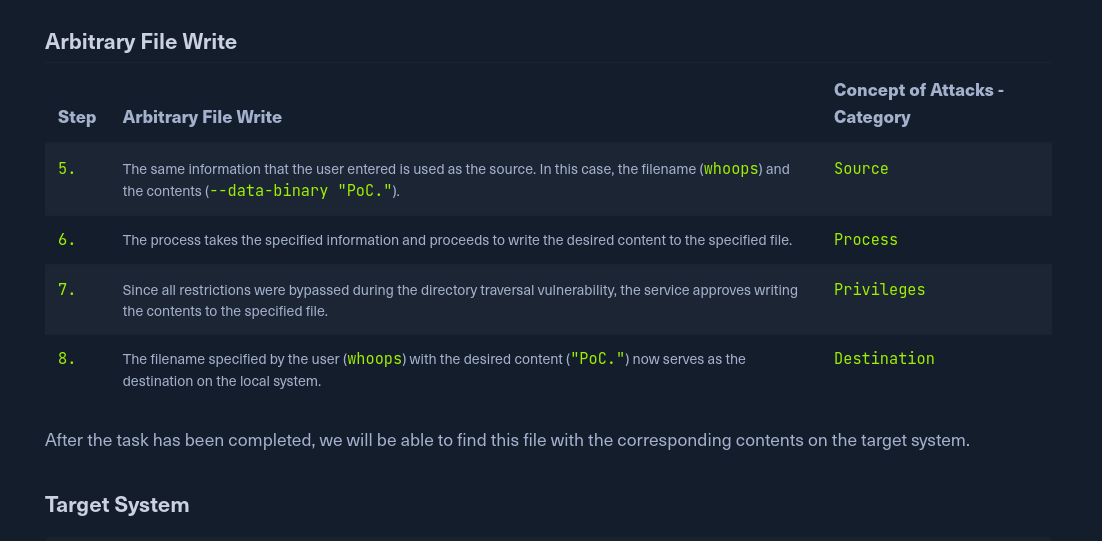 Arbitrary File Write
Concept of Attacks -
Step Arbitrary File Write Category
5. The same information that the user entered is used as the source. In this case, the filename (whoops) and Source
the contents (--data-binary "PoC.").
6. The process takes the specified information and proceeds to write the desired content to the specified file. Process
7. Since all restrictions were bypassed during the directory traversal vulnerability, the service approves writing Privileges
the contents to the specified file.
8. The filename specified by the user (whoops) with the desired content ("PoC.") now serves as the Destination
destination on the local system.
After the task has been completed, we will be able to find this file with the corresponding contents on the target system.
Target System